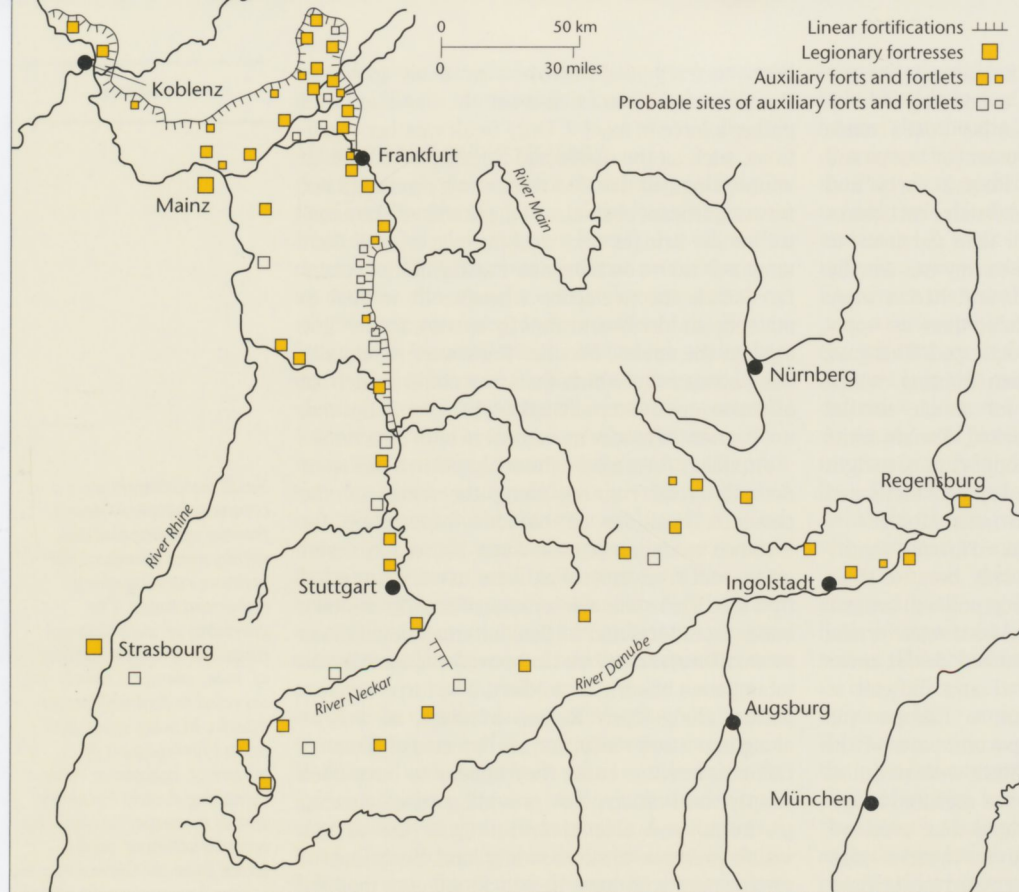 0 50 km
0 30 miles
Linear fortifications
Legionary fortresses
Auxiliary forts and fortlets
Probable sites of auxiliary forts and fortlets
Koblenz
Frankfurt
Mainz
River Main
Nürnberg
Regensburg
River Rhine
Stuttgart
Ingolstadt
Strasbourg
River Neckar
River Danube
Augsburg
München